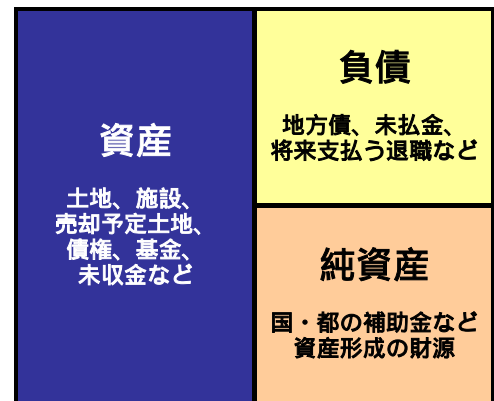 資産
土地、施設、
売却予定土地、
債権、基金、
未収金など
負債
地方債、未払金、
将来支払う退職など
純資産
国・都の補助金など
資産形成の財源